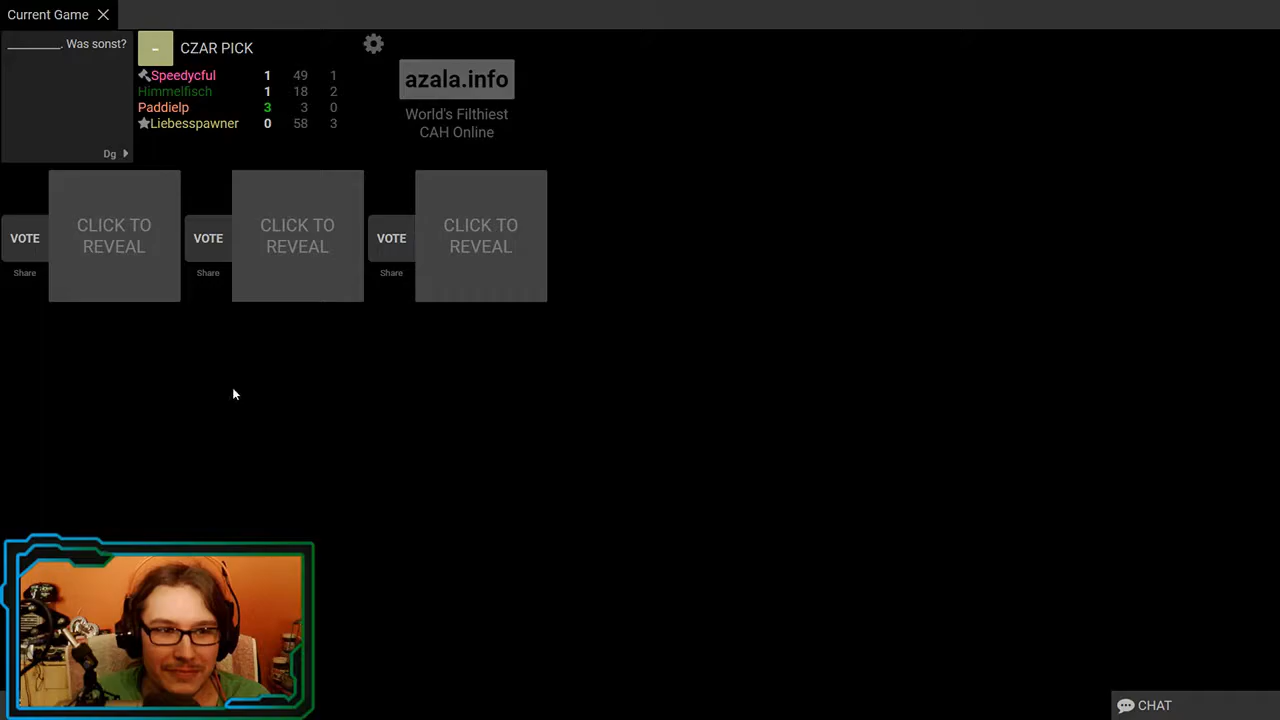 Current Game
________. Was sonst?
Dg
-
CZAR PICK
Speedycful 1 49 1
Himmelfisch 1 18 2
Paddielp 3 3 0
Liebesspawner 0 58 3
azala.info
World's Filthiest
CAH Online
VOTE
Share
CLICK TO
REVEAL
VOTE
Share
CLICK TO
REVEAL
VOTE
Share
CLICK TO
REVEAL
CHAT